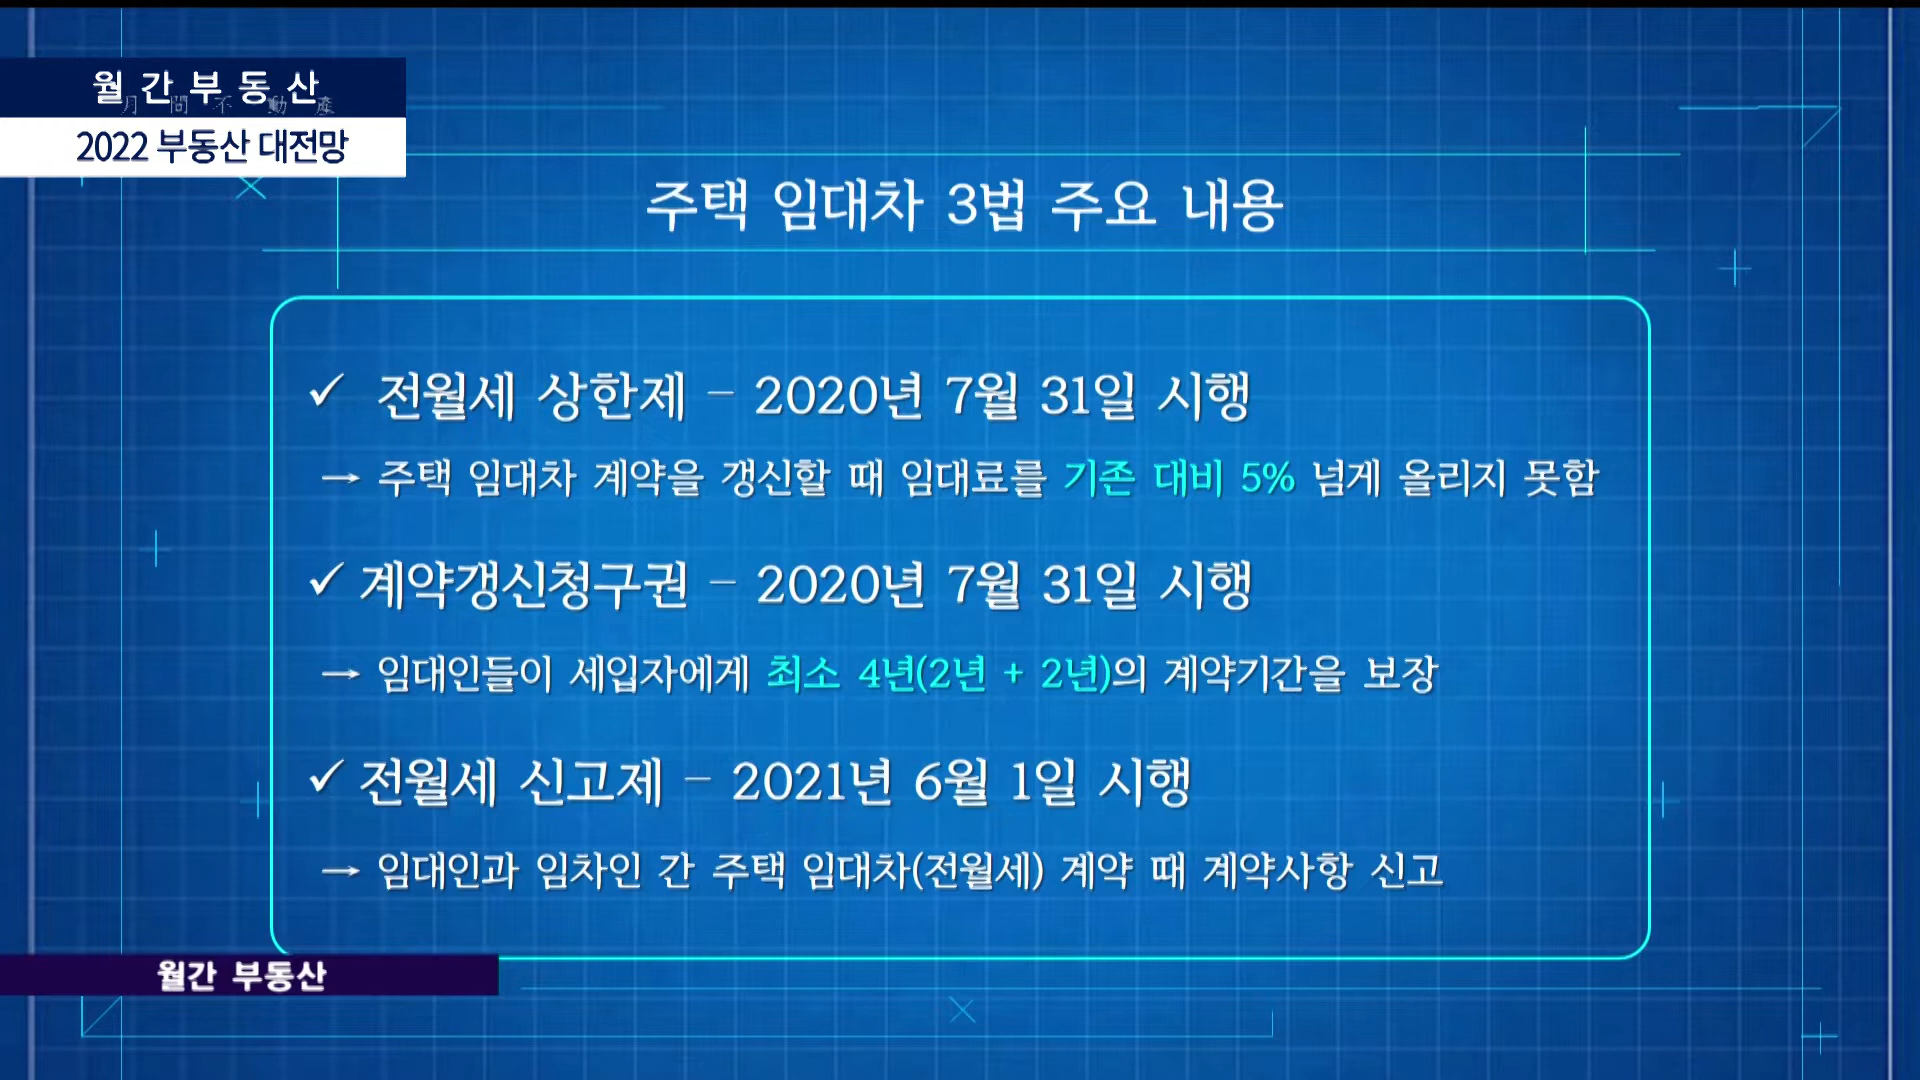 월간부동산
月間不動産
2022 부동산 대전망
주택 임대차 3법 주요 내용
✓ 전월세 상한제 – 2020년 7월 31일 시행
→ 주택 임대차 계약을 갱신할 때 임대료를 기존 대비 5% 넘게 올리지 못함
✓ 계약갱신청구권 – 2020년 7월 31일 시행
→ 임대인들이 세입자에게 최소 4년(2년 + 2년)의 계약기간을 보장
✓ 전월세 신고제 – 2021년 6월 1일 시행
→ 임대인과 임차인 간 주택 임대차(전월세) 계약 때 계약사항 신고
월간 부동산